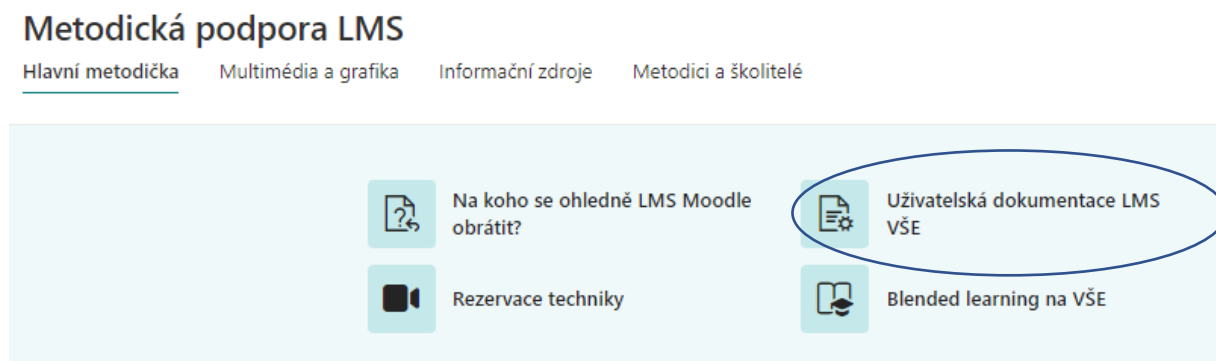 Metodická podpora LMS
Hlavní metodička Multimédia a grafika Informační zdroje Metodici a školitelé
Na koho se ohledně LMS Moodle
obrátit?
Uživatelská dokumentace LMS
VŠE
Rezervace techniky
Blended learning na VŠE